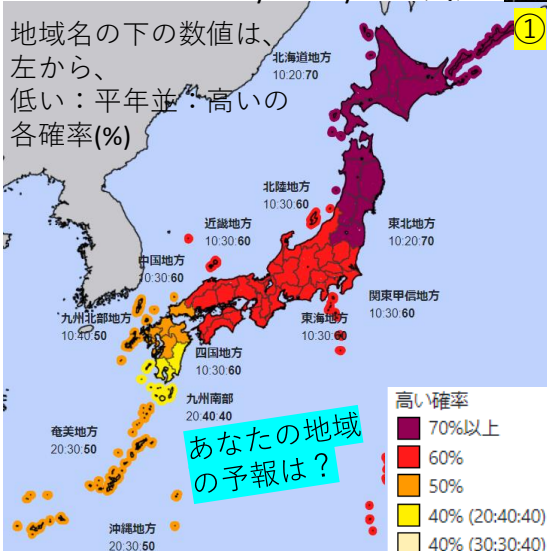 地域名の下の数値は、
左から、
低い：平年並：高いの
各確率(%)
①
北海道地方
10:20:70
北陸地方
10:30:60
東北地方
10:20:70
近畿地方
10:30:60
中国地方
10:30:60
関東甲信地方
10:30:60
九州北部地方
10:40:50
東海地方
10:30:60
四国地方
10:30:60
九州南部
20:40:40
奄美地方
20:30:50
沖縄地方
20:30:50
あなたの地域
の予報は？
高い確率
70%以上
60%
50%
40% (20:40:40)
40% (30:30:40)